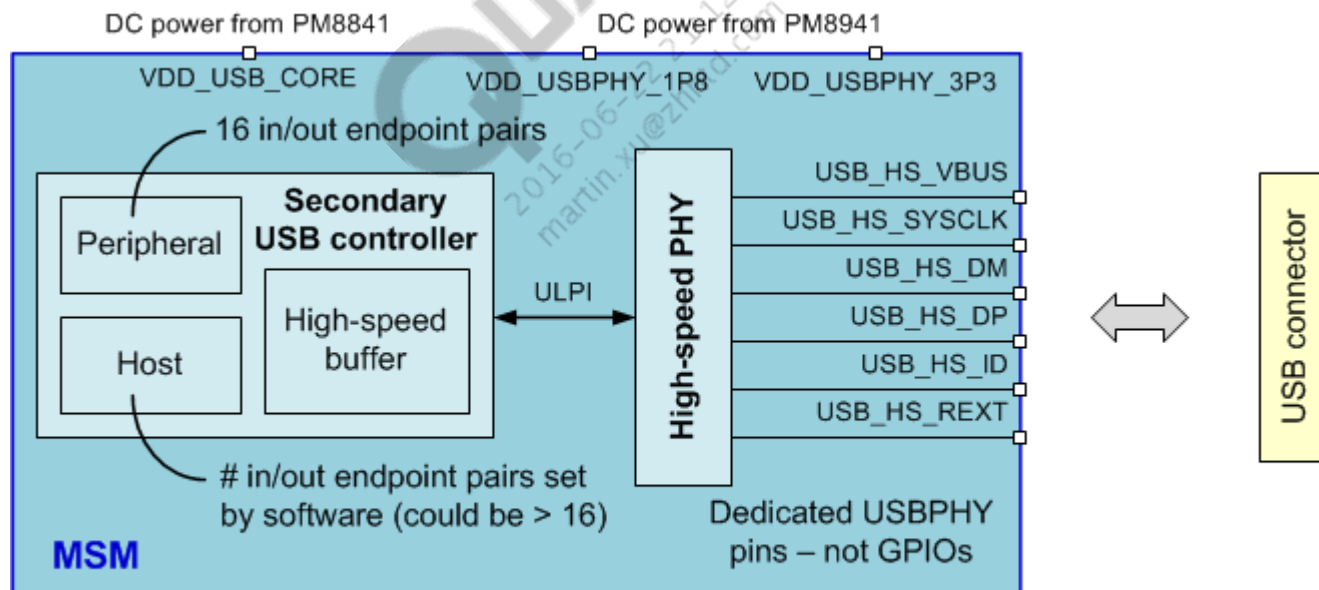 DC power from PM8841
DC power from PM8941
VDD_USB_CORE
VDD_USBPHY_1P8
VDD_USBPHY_3P3
16 in/out endpoint pairs
Secondary
USB controller
Peripheral
High-speed
buffer
Host
ULPI
High-speed PHY
USB_HS_VBUS
USB_HS_SYSCLK
USB_HS_DM
USB_HS_DP
USB_HS_ID
USB_HS_REXT
USB connector
# in/out endpoint pairs set
by software (could be > 16)
Dedicated USBPHY
pins – not GPIOs
MSM